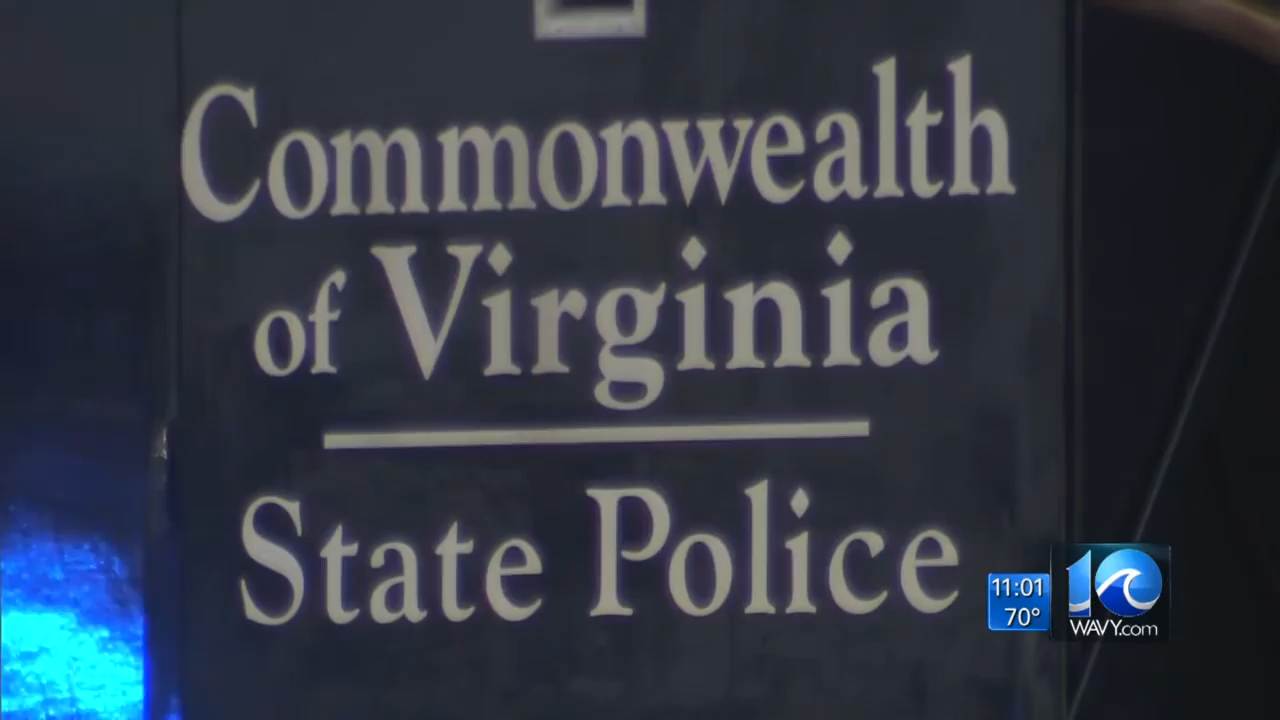 Commonwealth
of Virginia
State Police
11:01
70°
10
WAVY.com